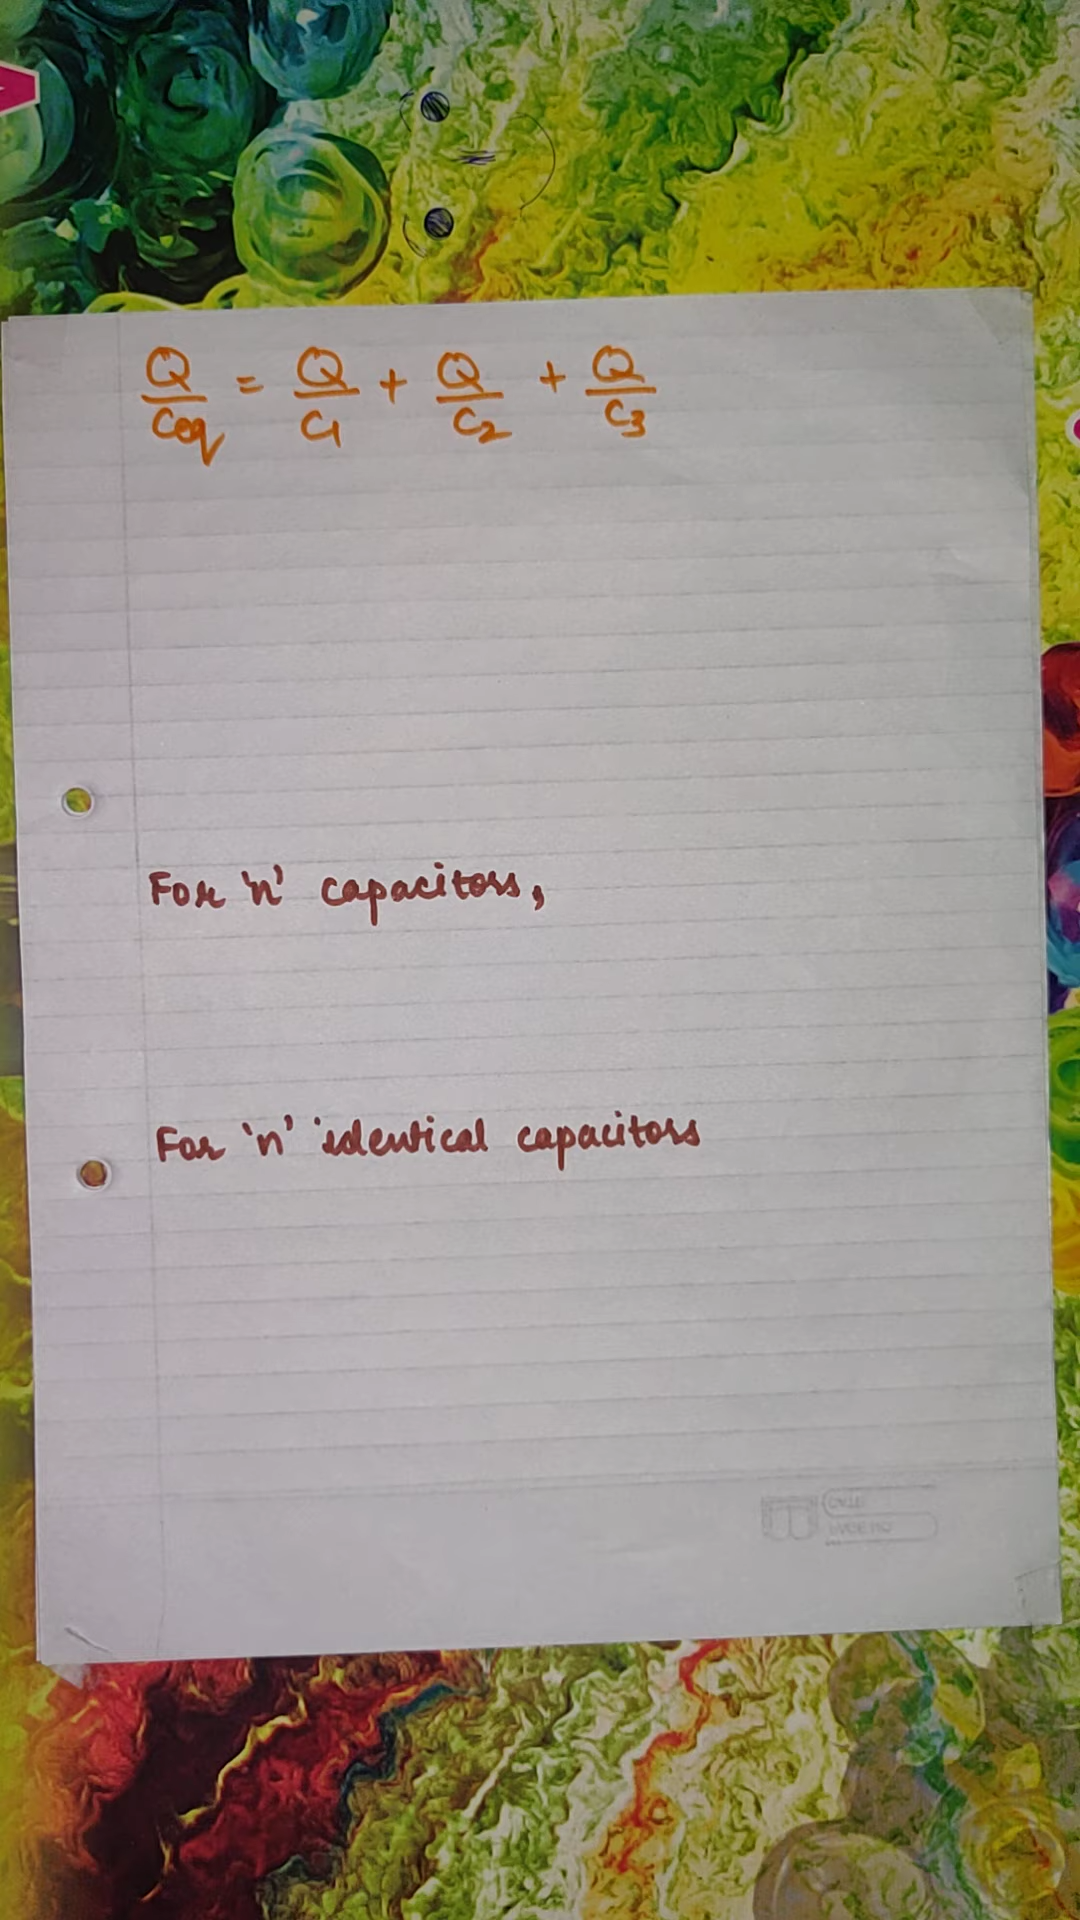 Q/Ceq = Q/C1 + Q/C2 + Q/C3
For 'n' capacitors,
For 'n' identical capacitors